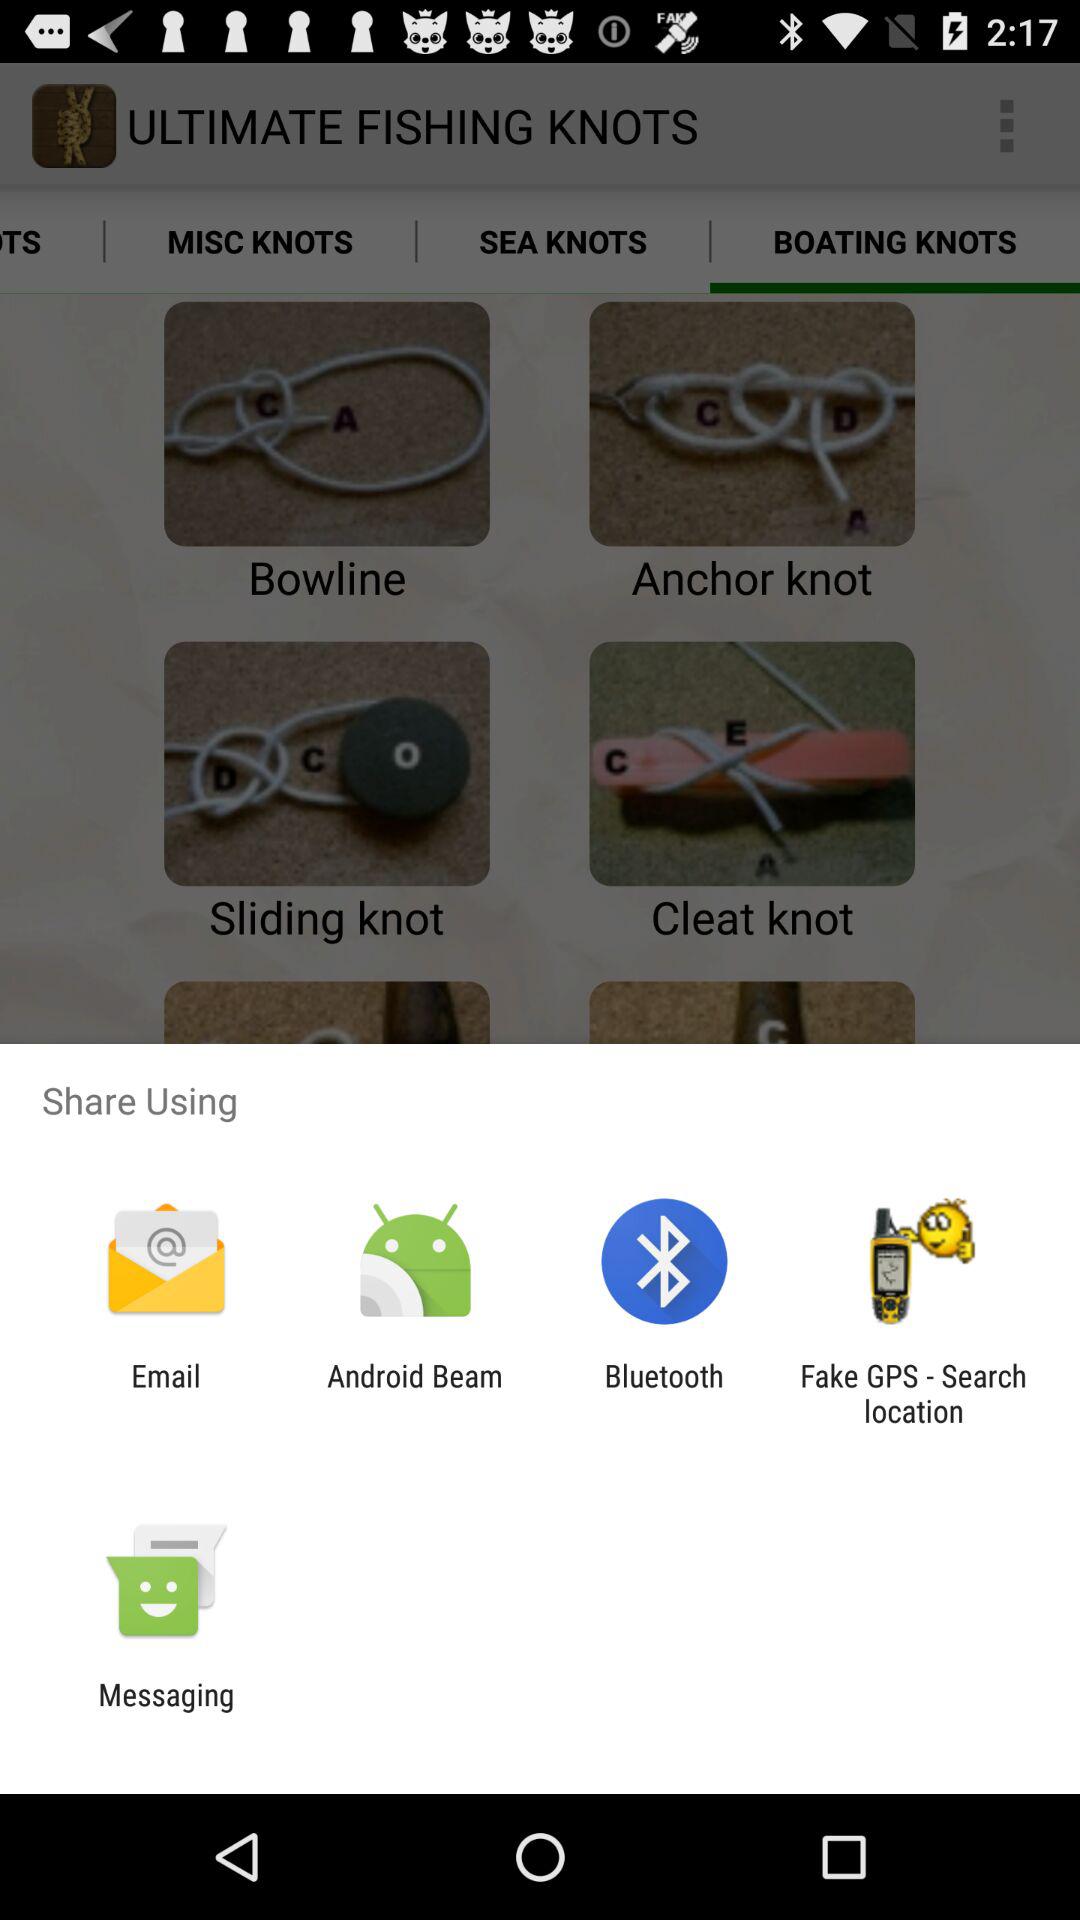 2:17
ULTIMATE FISHING KNOTS
OTS
MISC KNOTS
SEA KNOTS
BOATING KNOTS
C A
C D A
Bowline
Anchor knot
D C O
C E A
Sliding knot
Cleat knot
C
Share Using
Email
Android Beam
Bluetooth
Fake GPS - Search
location
Messaging